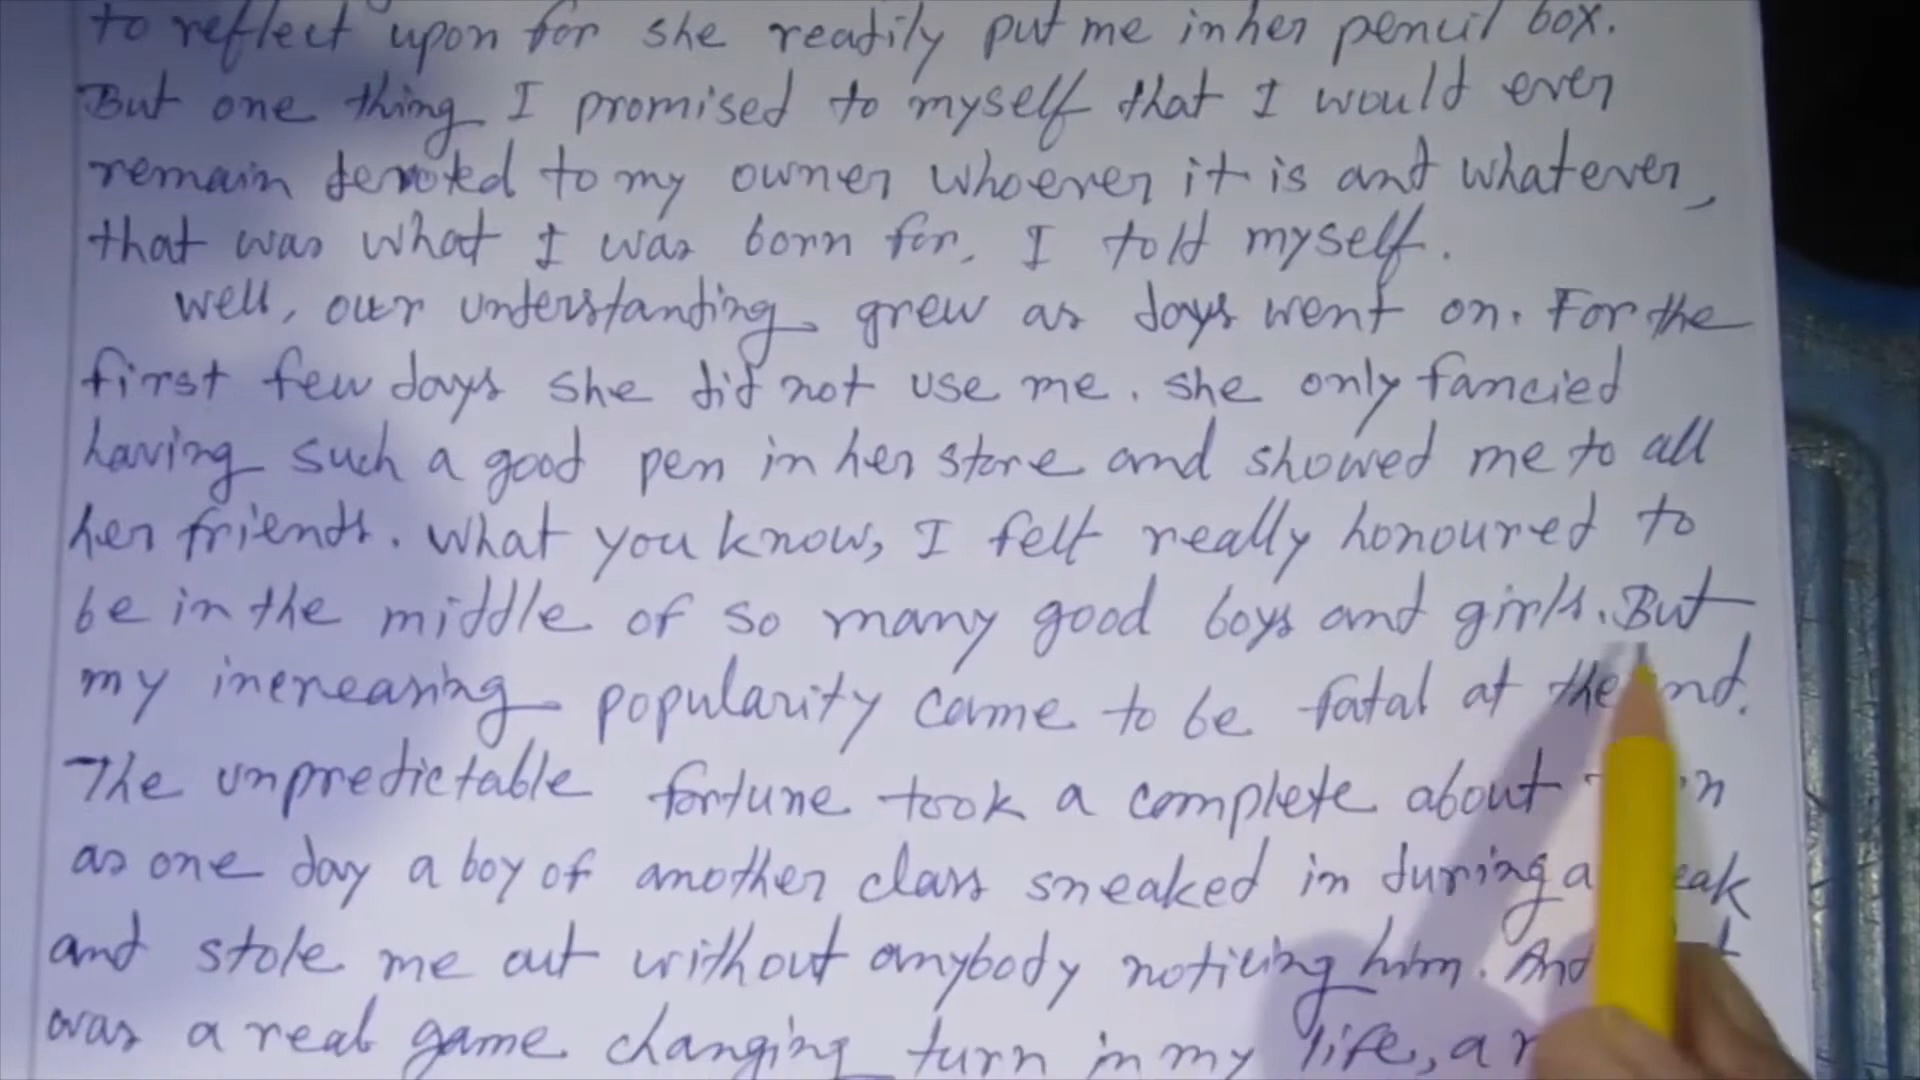 to reflect upon for she readily put me in her pencil box.
But one thing I promised to myself that I would ever
remain devoted to my owner whoever it is and whatever,
that was what I was born for, I told myself.
Well, our understanding grew as days went on. For the
first few days she did not use me. She only fancied
having such a good pen in her store and showed me to all
her friends. What you know, I felt really honoured to
be in the middle of so many good boys and girls. But
my increasing popularity came to be fatal at the
The unpredictable fortune took a complete about
as one day a boy of another class sneaked in during a
and stole me out without anybody noticing him. And
was a real game changing turn in my life, a